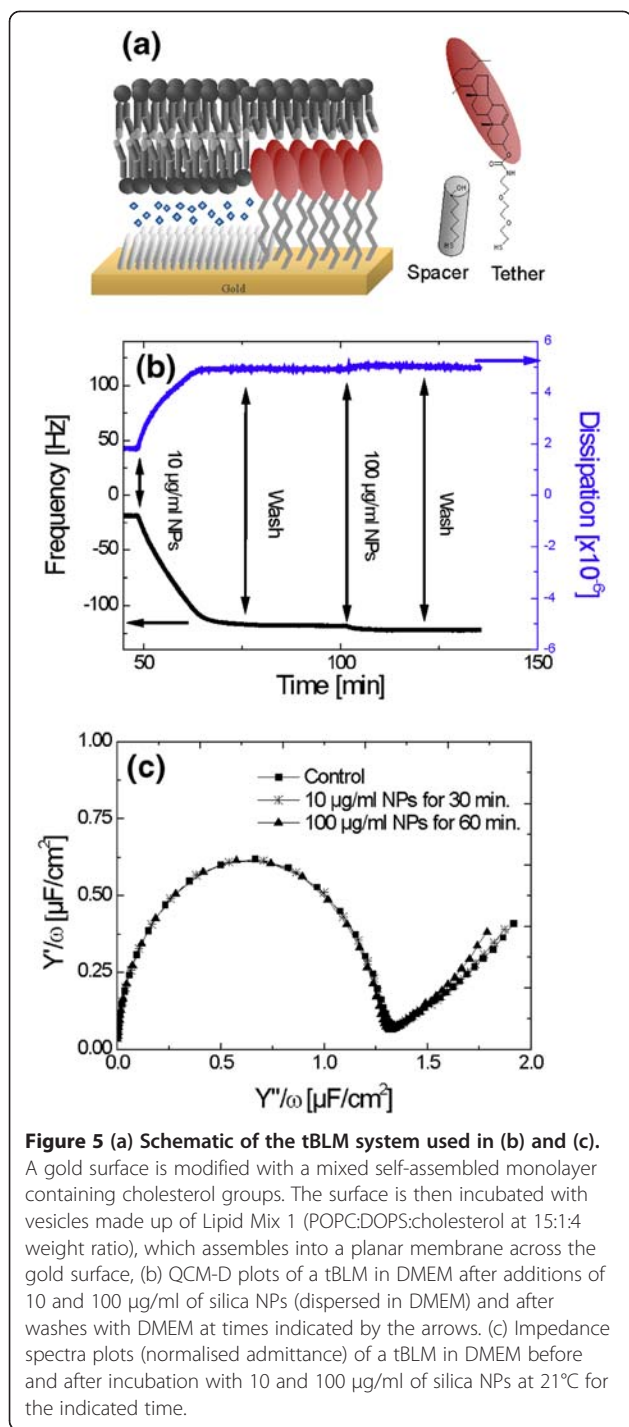 (a)
Gold
OH
HS
Spacer
O
O
NH
O
O
HS
Tether
(b)
Frequency [Hz]
100
50
0
-50
-100
10 µg/ml NPs
Wash
100 µg/ml NPs
Wash
6
4
2
0
-2
-4
-6
Dissipation [x10-6]
50
100
150
Time [min]
(c)
Control
10 µg/ml NPs for 30 min.
100 µg/ml NPs for 60 min.
Y'/ω [µF/cm²]
1.00
0.75
0.50
0.25
0.00
0.0
0.5
1.0
1.5
2.0
Y''/ω [µF/cm²]
Figure 5 (a) Schematic of the tBLM system used in (b) and (c).
A gold surface is modified with a mixed self-assembled monolayer
containing cholesterol groups. The surface is then incubated with
vesicles made up of Lipid Mix 1 (POPC:DOPS:cholesterol at 15:1:4
weight ratio), which assembles into a planar membrane across the
gold surface, (b) QCM-D plots of a tBLM in DMEM after additions of
10 and 100 µg/ml of silica NPs (dispersed in DMEM) and after
washes with DMEM at times indicated by the arrows. (c) Impedance
spectra plots (normalised admittance) of a tBLM in DMEM before
and after incubation with 10 and 100 µg/ml of silica NPs at 21°C for
the indicated time.